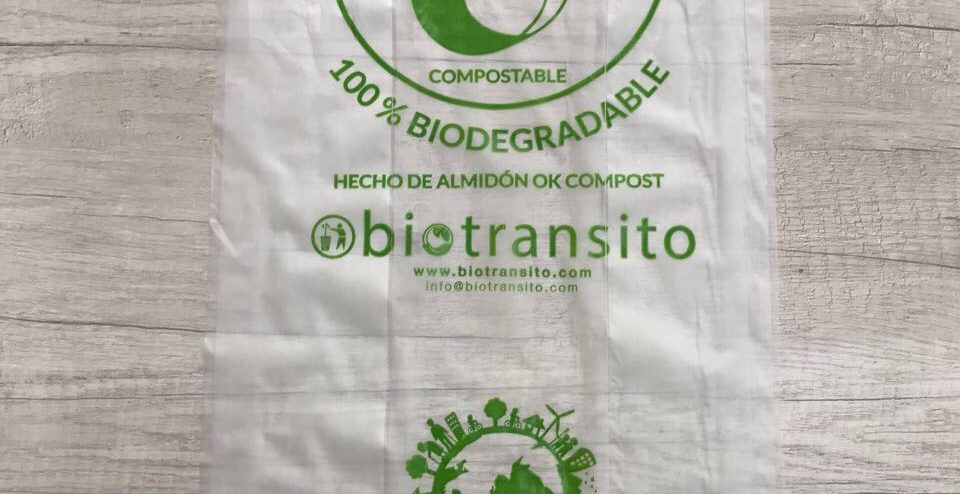 COMPOSTABLE
100% BIODEGRADABLE
HECHO DE ALMIDÓN OK COMPOST
biotransito
www.biotransito.com
info@biotransito.com